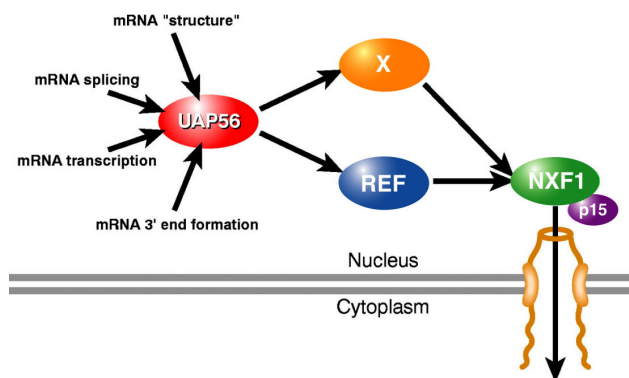 mRNA "structure"
mRNA splicing
UAP56
mRNA transcription
mRNA 3' end formation
X
REF
NXF1
p15
Nucleus
Cytoplasm